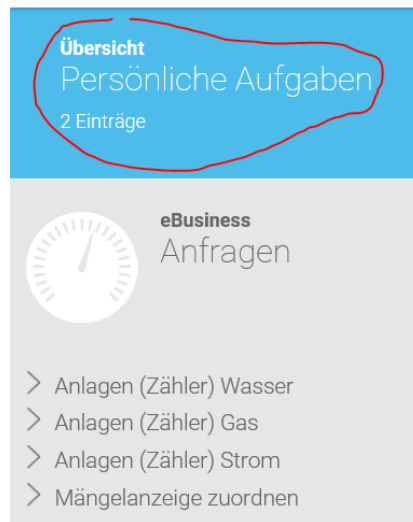 Übersicht
Persönliche Aufgaben
2 Einträge
eBusiness
Anfragen
Anlagen (Zähler) Wasser
Anlagen (Zähler) Gas
Anlagen (Zähler) Strom
Mängelanzeige zuordnen